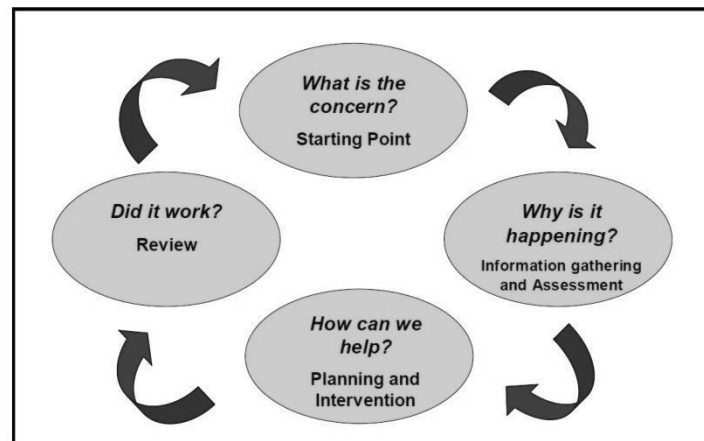 What is the
concern?
Starting Point
Why is it
happening?
Information gathering
and Assessment
How can we
help?
Planning and
Intervention
Did it work?
Review